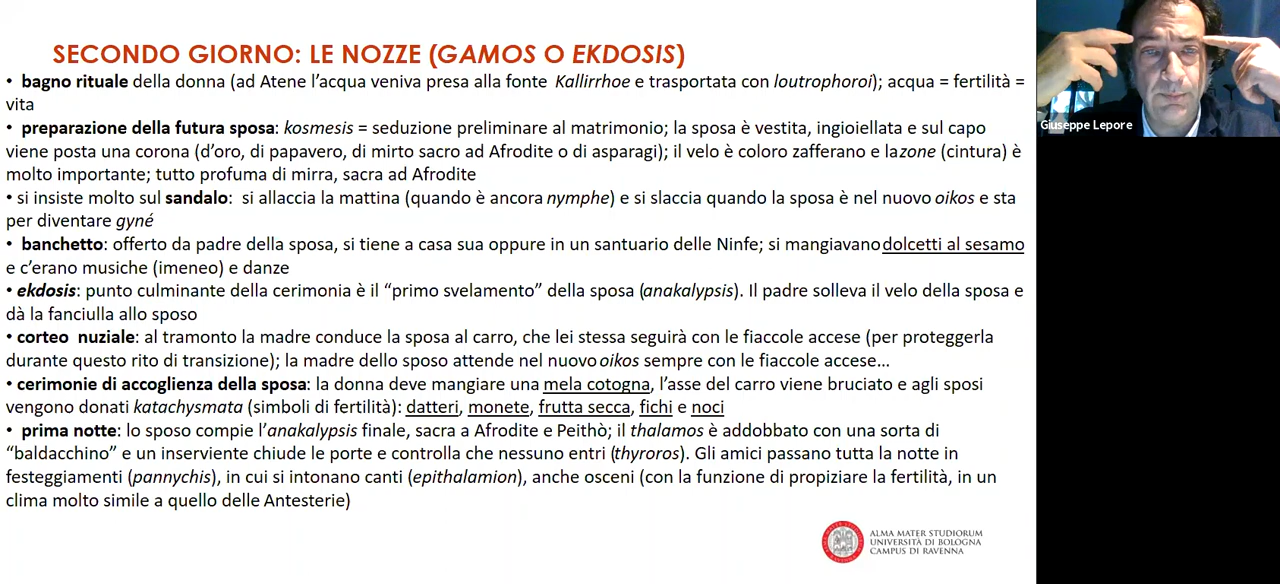 SECONDO GIORNO: LE NOZZE (GAMOS O EKDOSIS)
• bagno rituale della donna (ad Atene l'acqua veniva presa alla fonte Kallirrhoe e trasportata con loutrophoroi); acqua = fertilità =
vita
• preparazione della futura sposa: kosmesis = seduzione preliminare al matrimonio; la sposa è vestita, ingioiellata e sul capo
viene posta una corona (d'oro, di papavero, di mirto sacro ad Afrodite o di asparagi); il velo è coloro zafferano e la zone (cintura) è
molto importante; tutto profuma di mirra, sacra ad Afrodite
• si insiste molto sul sandalo: si allaccia la mattina (quando è ancora nymphe) e si slaccia quando la sposa è nel nuovo oikos e sta
per diventare gyné
• banchetto: offerto da padre della sposa, si tiene a casa sua oppure in un santuario delle Ninfe; si mangiavano dolcetti al sesamo
e c'erano musiche (imeneo) e danze
• ekdosis: punto culminante della cerimonia è il “primo svelamento” della sposa (anakalypsis). Il padre solleva il velo della sposa e
dà la fanciulla allo sposo
• corteo nuziale: al tramonto la madre conduce la sposa al carro, che lei stessa seguirà con le fiaccole accese (per proteggerla
durante questo rito di transizione); la madre dello sposo attende nel nuovo oikos sempre con le fiaccole accese...
• cerimonie di accoglienza della sposa: la donna deve mangiare una mela cotogna, l'asse del carro viene bruciato e agli sposi
vengono donati katachysmata (simboli di fertilità): datteri, monete, frutta secca, fichi e noci
• prima notte: lo sposo compie l'anakalypsis finale, sacra a Afrodite e Peithò; il thalamos è addobbato con una sorta di
“baldacchino” e un inserviente chiude le porte e controlla che nessuno entri (thyroros). Gli amici passano tutta la notte in
festeggiamenti (pannychis), in cui si intonano canti (epithalamion), anche osceni (con la funzione di propiziare la fertilità, in un
clima molto simile a quello delle Antesterie)
ALMA MATER STUDIORUM
UNIVERSITÀ DI BOLOGNA
CAMPUS DI RAVENNA
Giuseppe Lepore